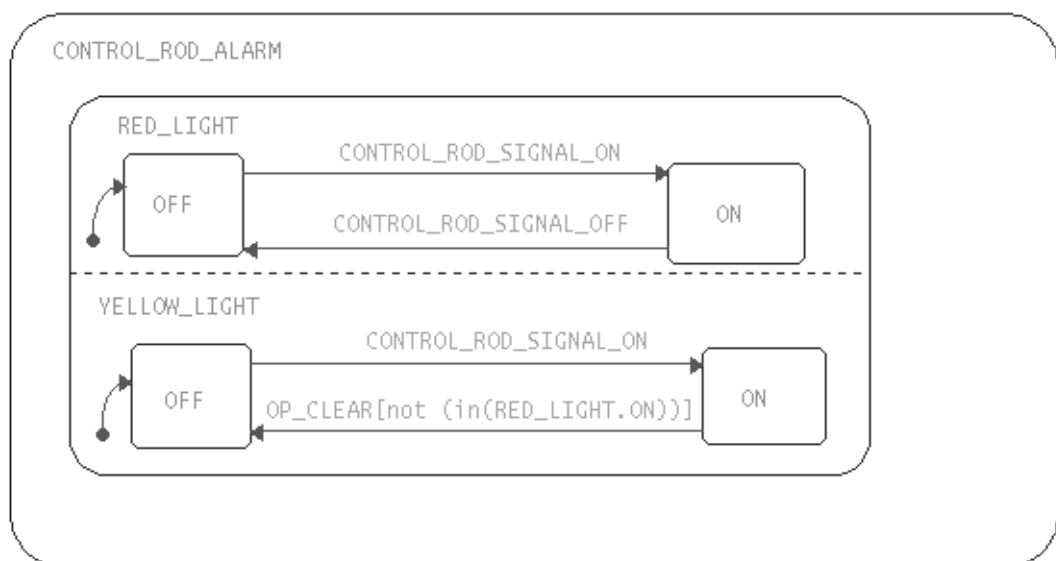 CONTROL_ROD_ALARM
RED_LIGHT
CONTROL_ROD_SIGNAL_ON
OFF
ON
CONTROL_ROD_SIGNAL_OFF
YELLOW_LIGHT
CONTROL_ROD_SIGNAL_ON
OFF
ON
OP_CLEAR[not (in(RED_LIGHT.ON))]